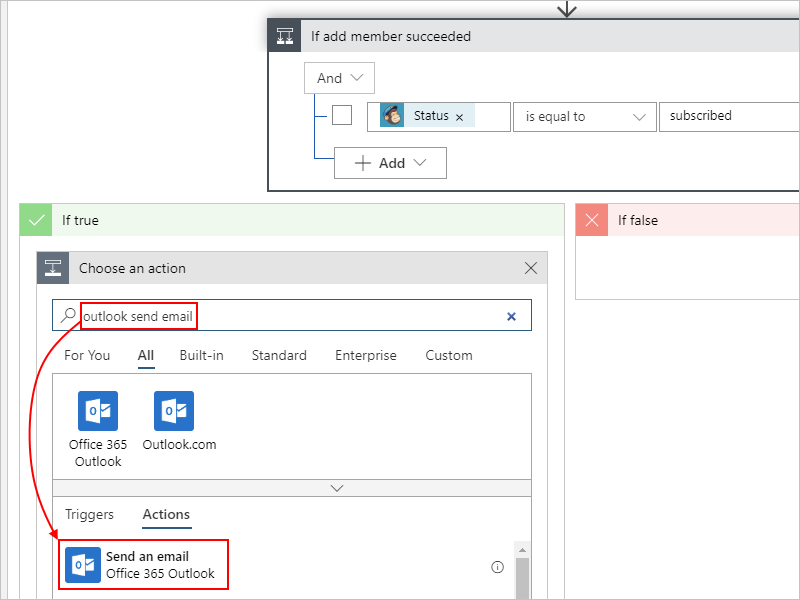 If add member succeeded
And
Status × is equal to subscribed
Add
If true
If false
Choose an action
outlook send email
For You All Built-in Standard Enterprise Custom
Office 365 Outlook
Outlook.com
Triggers Actions
Send an email
Office 365 Outlook